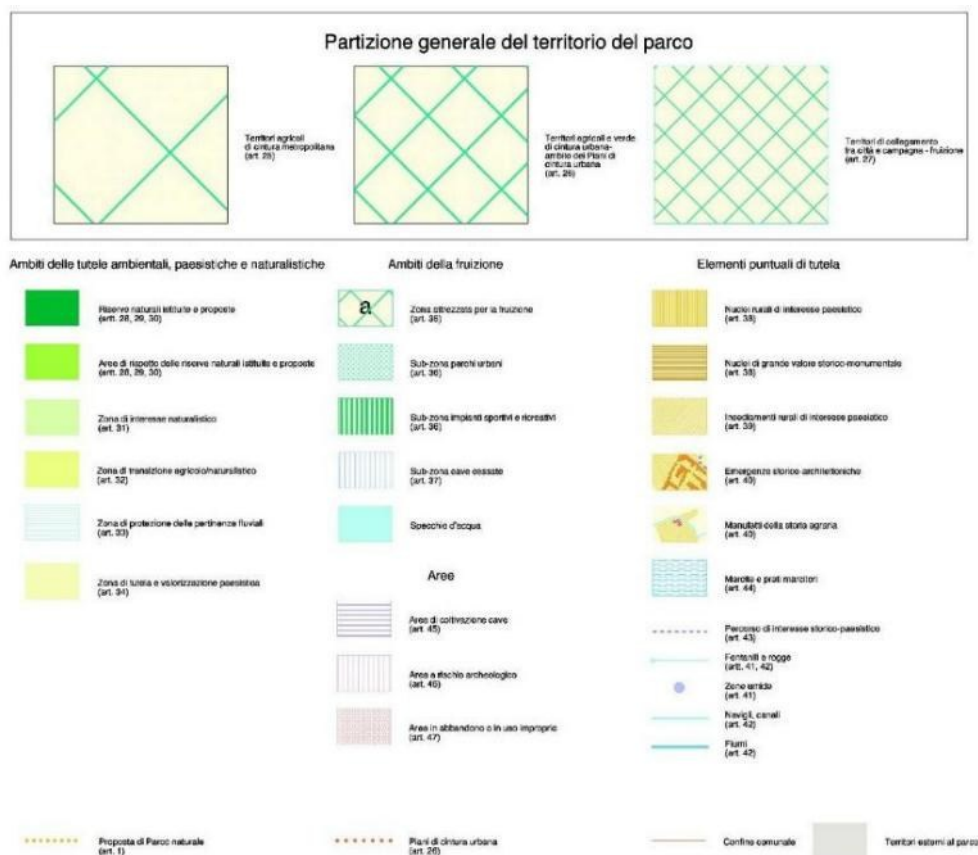 Partizione generale del territorio del parco
Territori agricoli
di cintura metropolitana
(art. 25)
Territori agricoli e verde
di cintura urbana-
ambito dei Piani di
cintura urbana
(art. 26)
Territori di collegamento
tra città e campagna - fruizione
(art. 27)
Ambiti delle tutele ambientali, paesistiche e naturalistiche
Riserve naturali istituite e proposte
(artt. 28, 29, 30)
Aree di rispetto delle riserve naturali istituite e proposte
(artt. 28, 29, 30)
Zona di interesse naturalistico
(art. 31)
Zona di transizione agricolo/naturalistico
(art. 32)
Zona di protezione delle pertinenze fluviali
(art. 33)
Zona di tutela e valorizzazione paesistica
(art. 34)
Ambiti della fruizione
a
Zona attrezzata per la fruizione
(art. 35)
Sub-zona parchi urbani
(art. 36)
Sub-zona impianti sportivi e ricreativi
(art. 36)
Sub-zona cave cessate
(art. 37)
Specchio d'acqua
Aree
Area di coltivazione cave
(art. 45)
Area a rischio archeologico
(art. 46)
Area in abbandono o in uso improprio
(art. 47)
Elementi puntuali di tutela
Nuclei rurali di interesse paesistico
(art. 38)
Nuclei di grande valore storico-monumentale
(art. 38)
Insediamenti rurali di interesse paesistico
(art. 39)
Emergenze storico-architettoniche
(art. 40)
Manufatti della storia agraria
(art. 40)
Marcite e prati marcitori
(art. 44)
Percorso di interesse storico-paesistico
(art. 43)
Fontanili e rogge
(artt. 41, 42)
Zone umide
(art. 41)
Navigli, canali
(art. 42)
Fiumi
(art. 42)
Proposta di Parco naturale
(art. 1)
Piani di cintura urbana
(art. 26)
Confine comunale
Territori esterni al parco